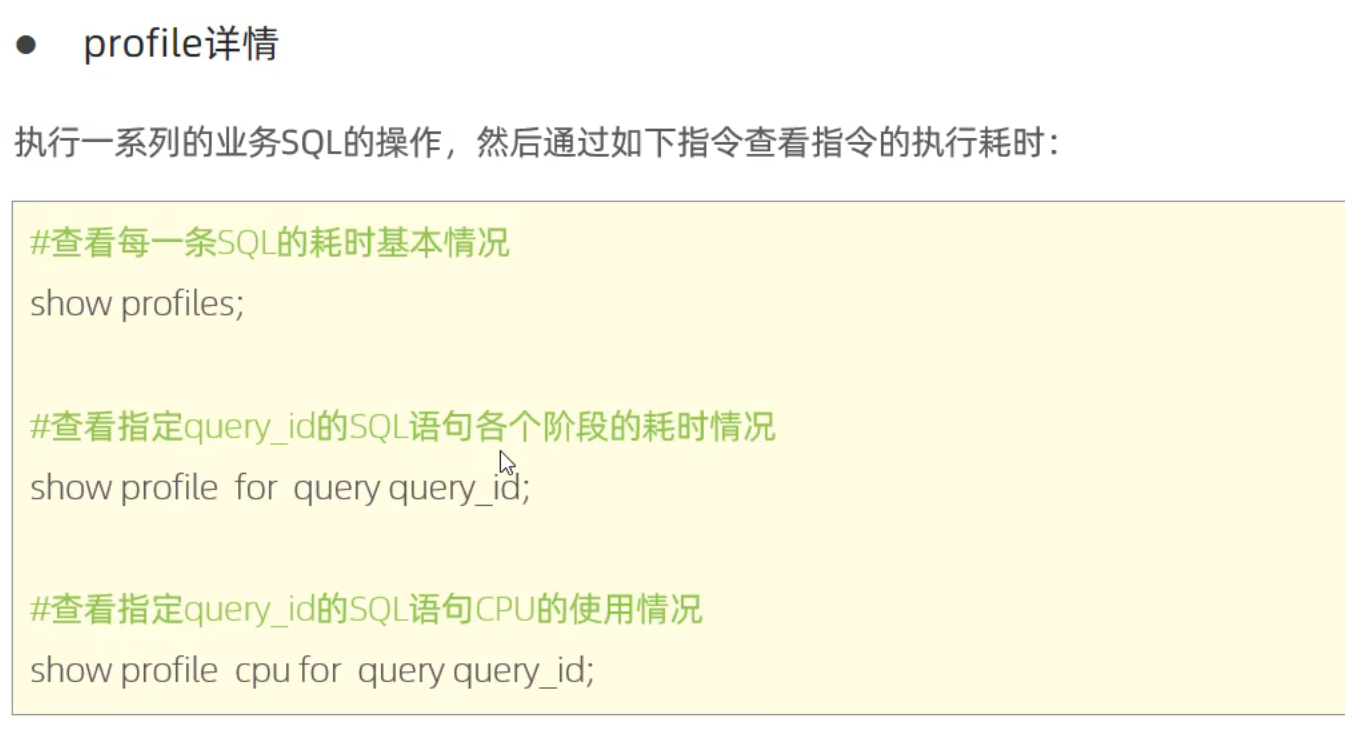 ● profile详情
执行一系列的业务SQL的操作，然后通过如下指令查看指令的执行耗时：
#查看每一条SQL的耗时基本情况
show profiles;
#查看指定query_id的SQL语句各个阶段的耗时情况
show profile for query query_id;
#查看指定query_id的SQL语句CPU的使用情况
show profile cpu for query query_id;